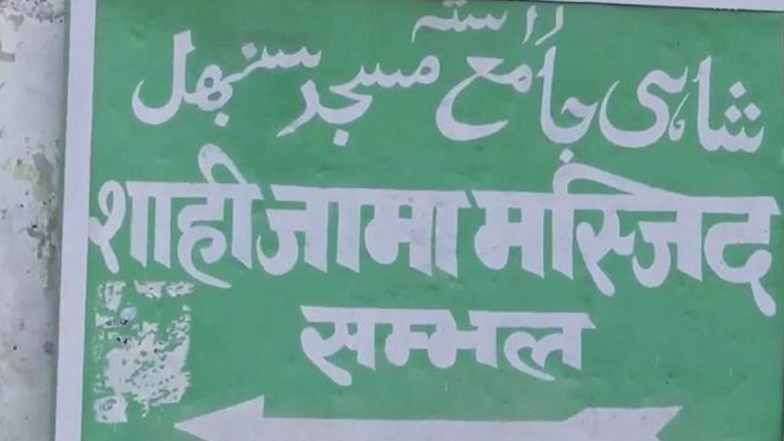 راستہ
شاہی جامع مسجد سنبھل
शाही जामा मस्जिद
सम्भल